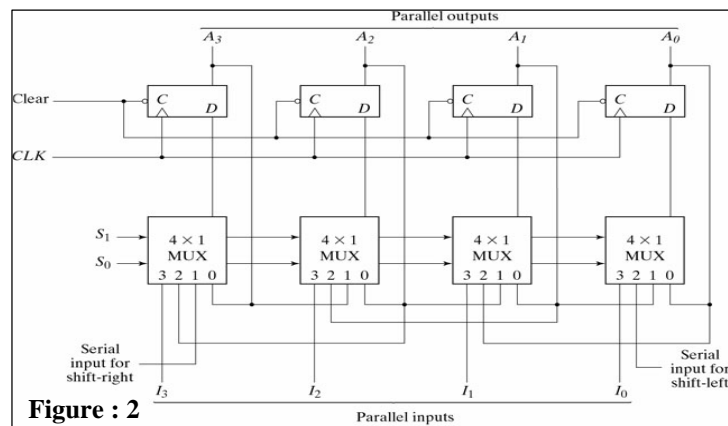 Parallel outputs
A3 A2 A1 A0
Clear
C D C D C D C D
CLK
S1
S0
4 × 1 MUX 4 × 1 MUX 4 × 1 MUX 4 × 1 MUX
3 2 1 0 3 2 1 0 3 2 1 0 3 2 1 0
Serial
input for
shift-right
Serial
input for
shift-left
I3 I2 I1 I0
Figure : 2
Parallel inputs